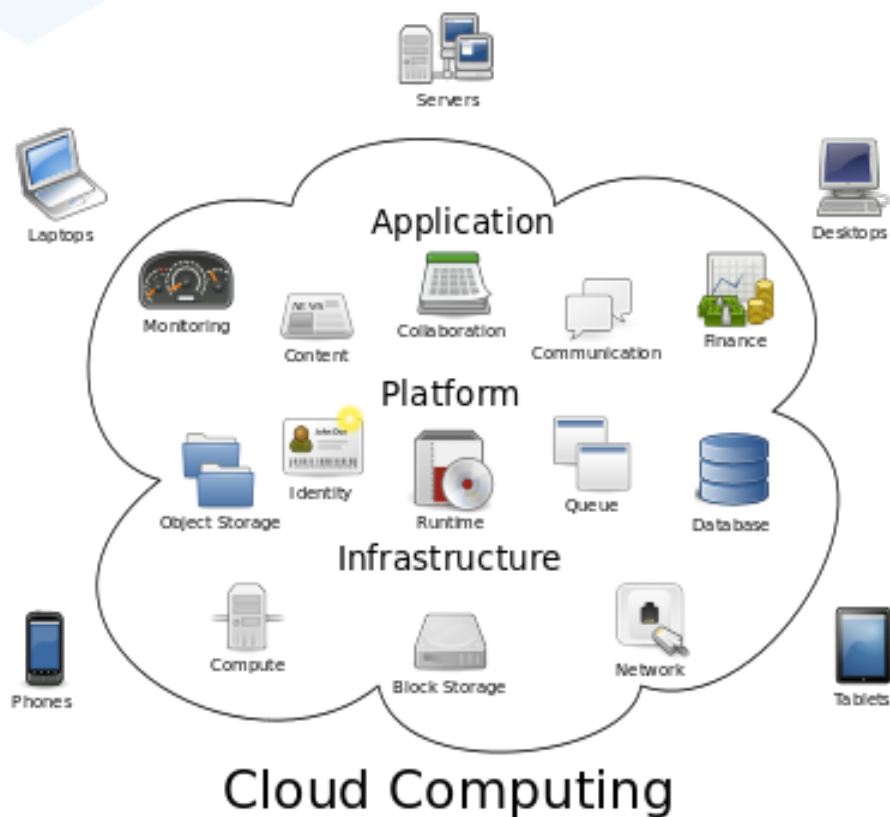 Servers
Laptops
Desktops
Application
Monitoring
Content
Collaboration
Communication
Finance
Platform
Object Storage
Identity
Runtime
Queue
Database
Infrastructure
Compute
Block Storage
Network
Phones
Tablets
Cloud Computing